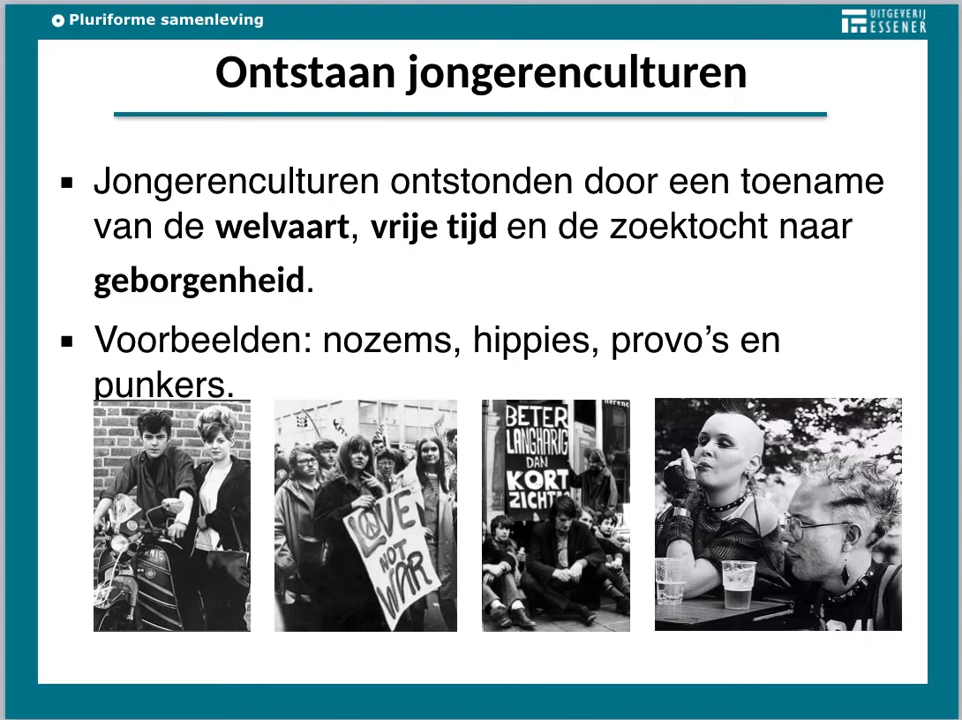 Pluriforme samenleving
UITGEVERIJ
ESSENER
Ontstaan jongerenculturen
Jongerenculturen ontstonden door een toename
van de welvaart, vrije tijd en de zoektocht naar
geborgenheid.
Voorbeelden: nozems, hippies, provo’s en
punkers.
LOVE
NOT
WAR
BETER
LANGHARIG
DAN
KORT
ZICHTIG